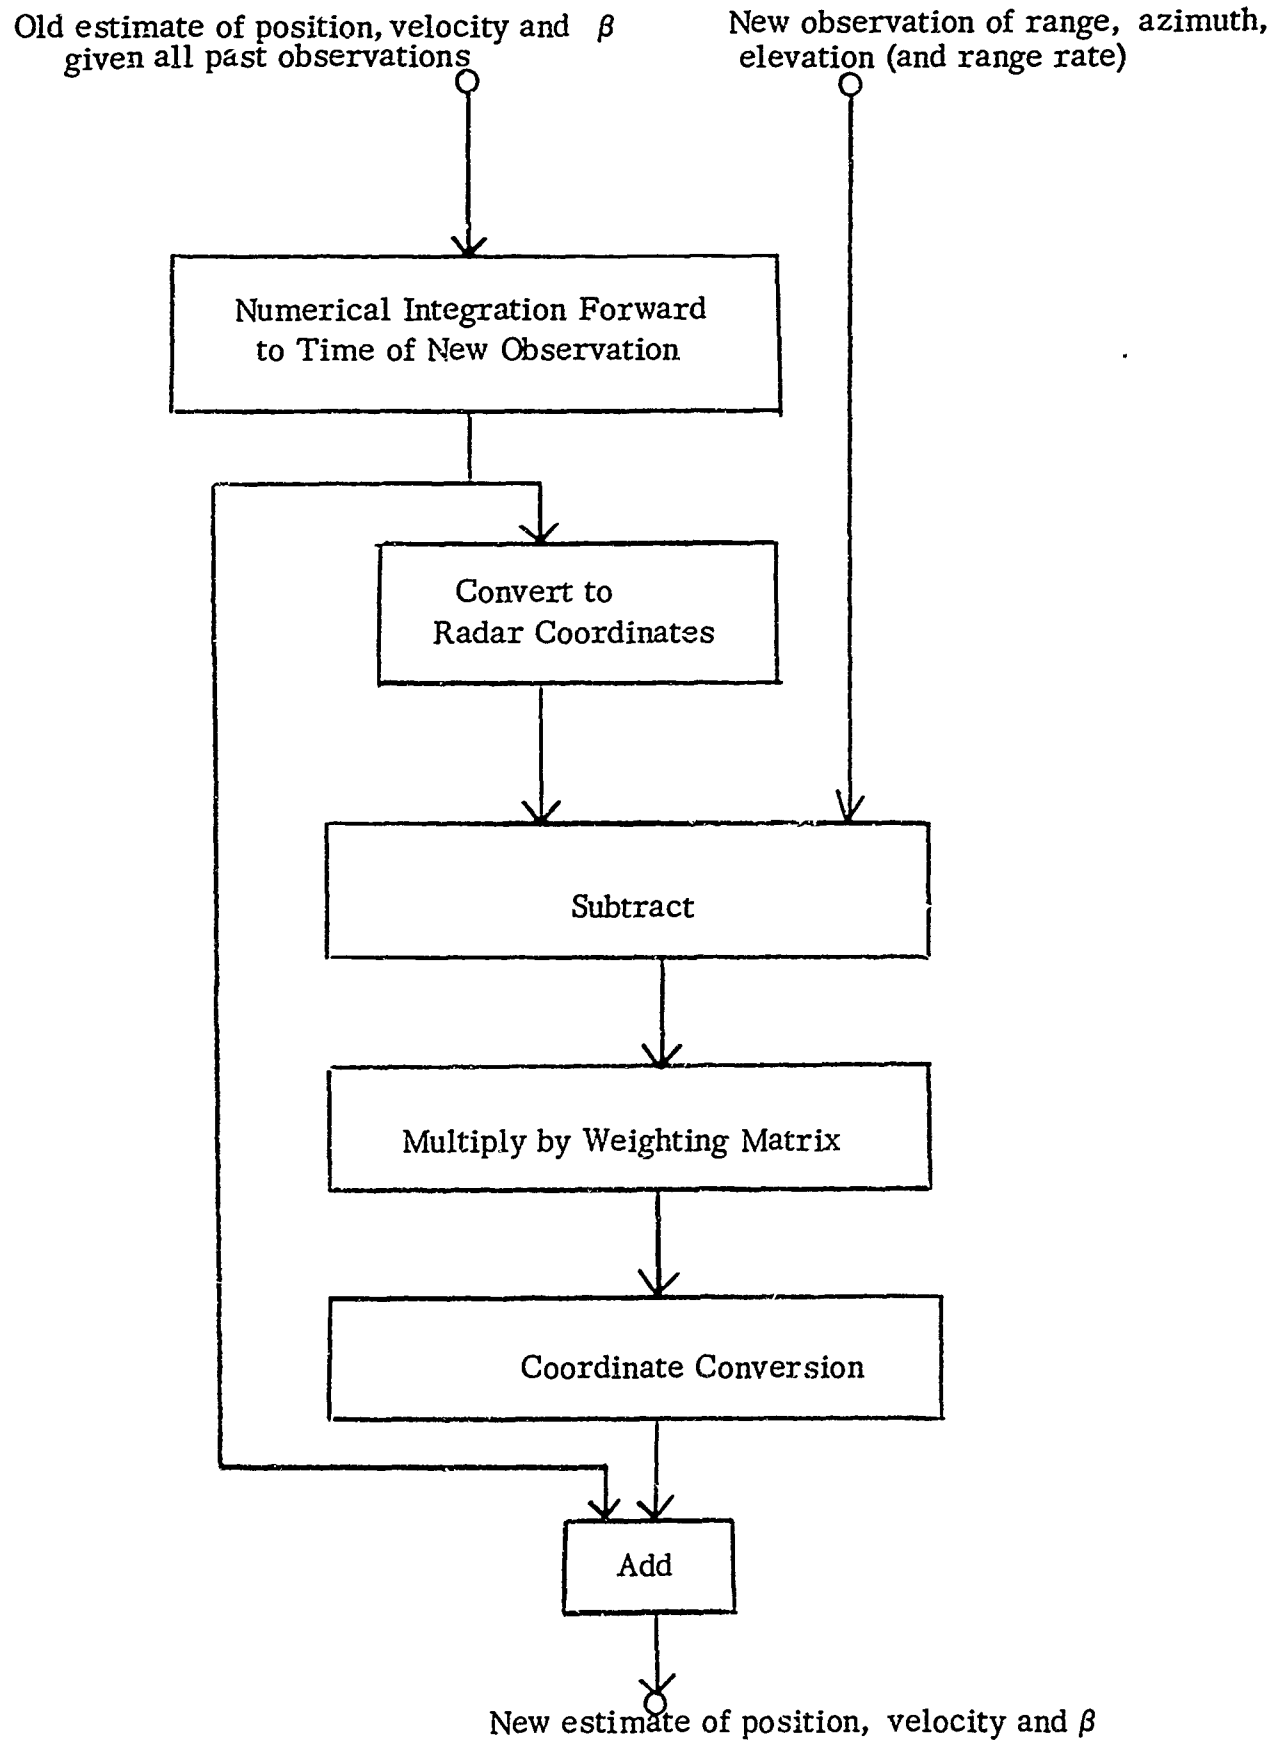 Old estimate of position, velocity and β
given all past observations
New observation of range, azimuth,
elevation (and range rate)
Numerical Integration Forward
to Time of New Observation
Convert to
Radar Coordinates
Subtract
Multiply by Weighting Matrix
Coordinate Conversion
Add
New estimate of position, velocity and β